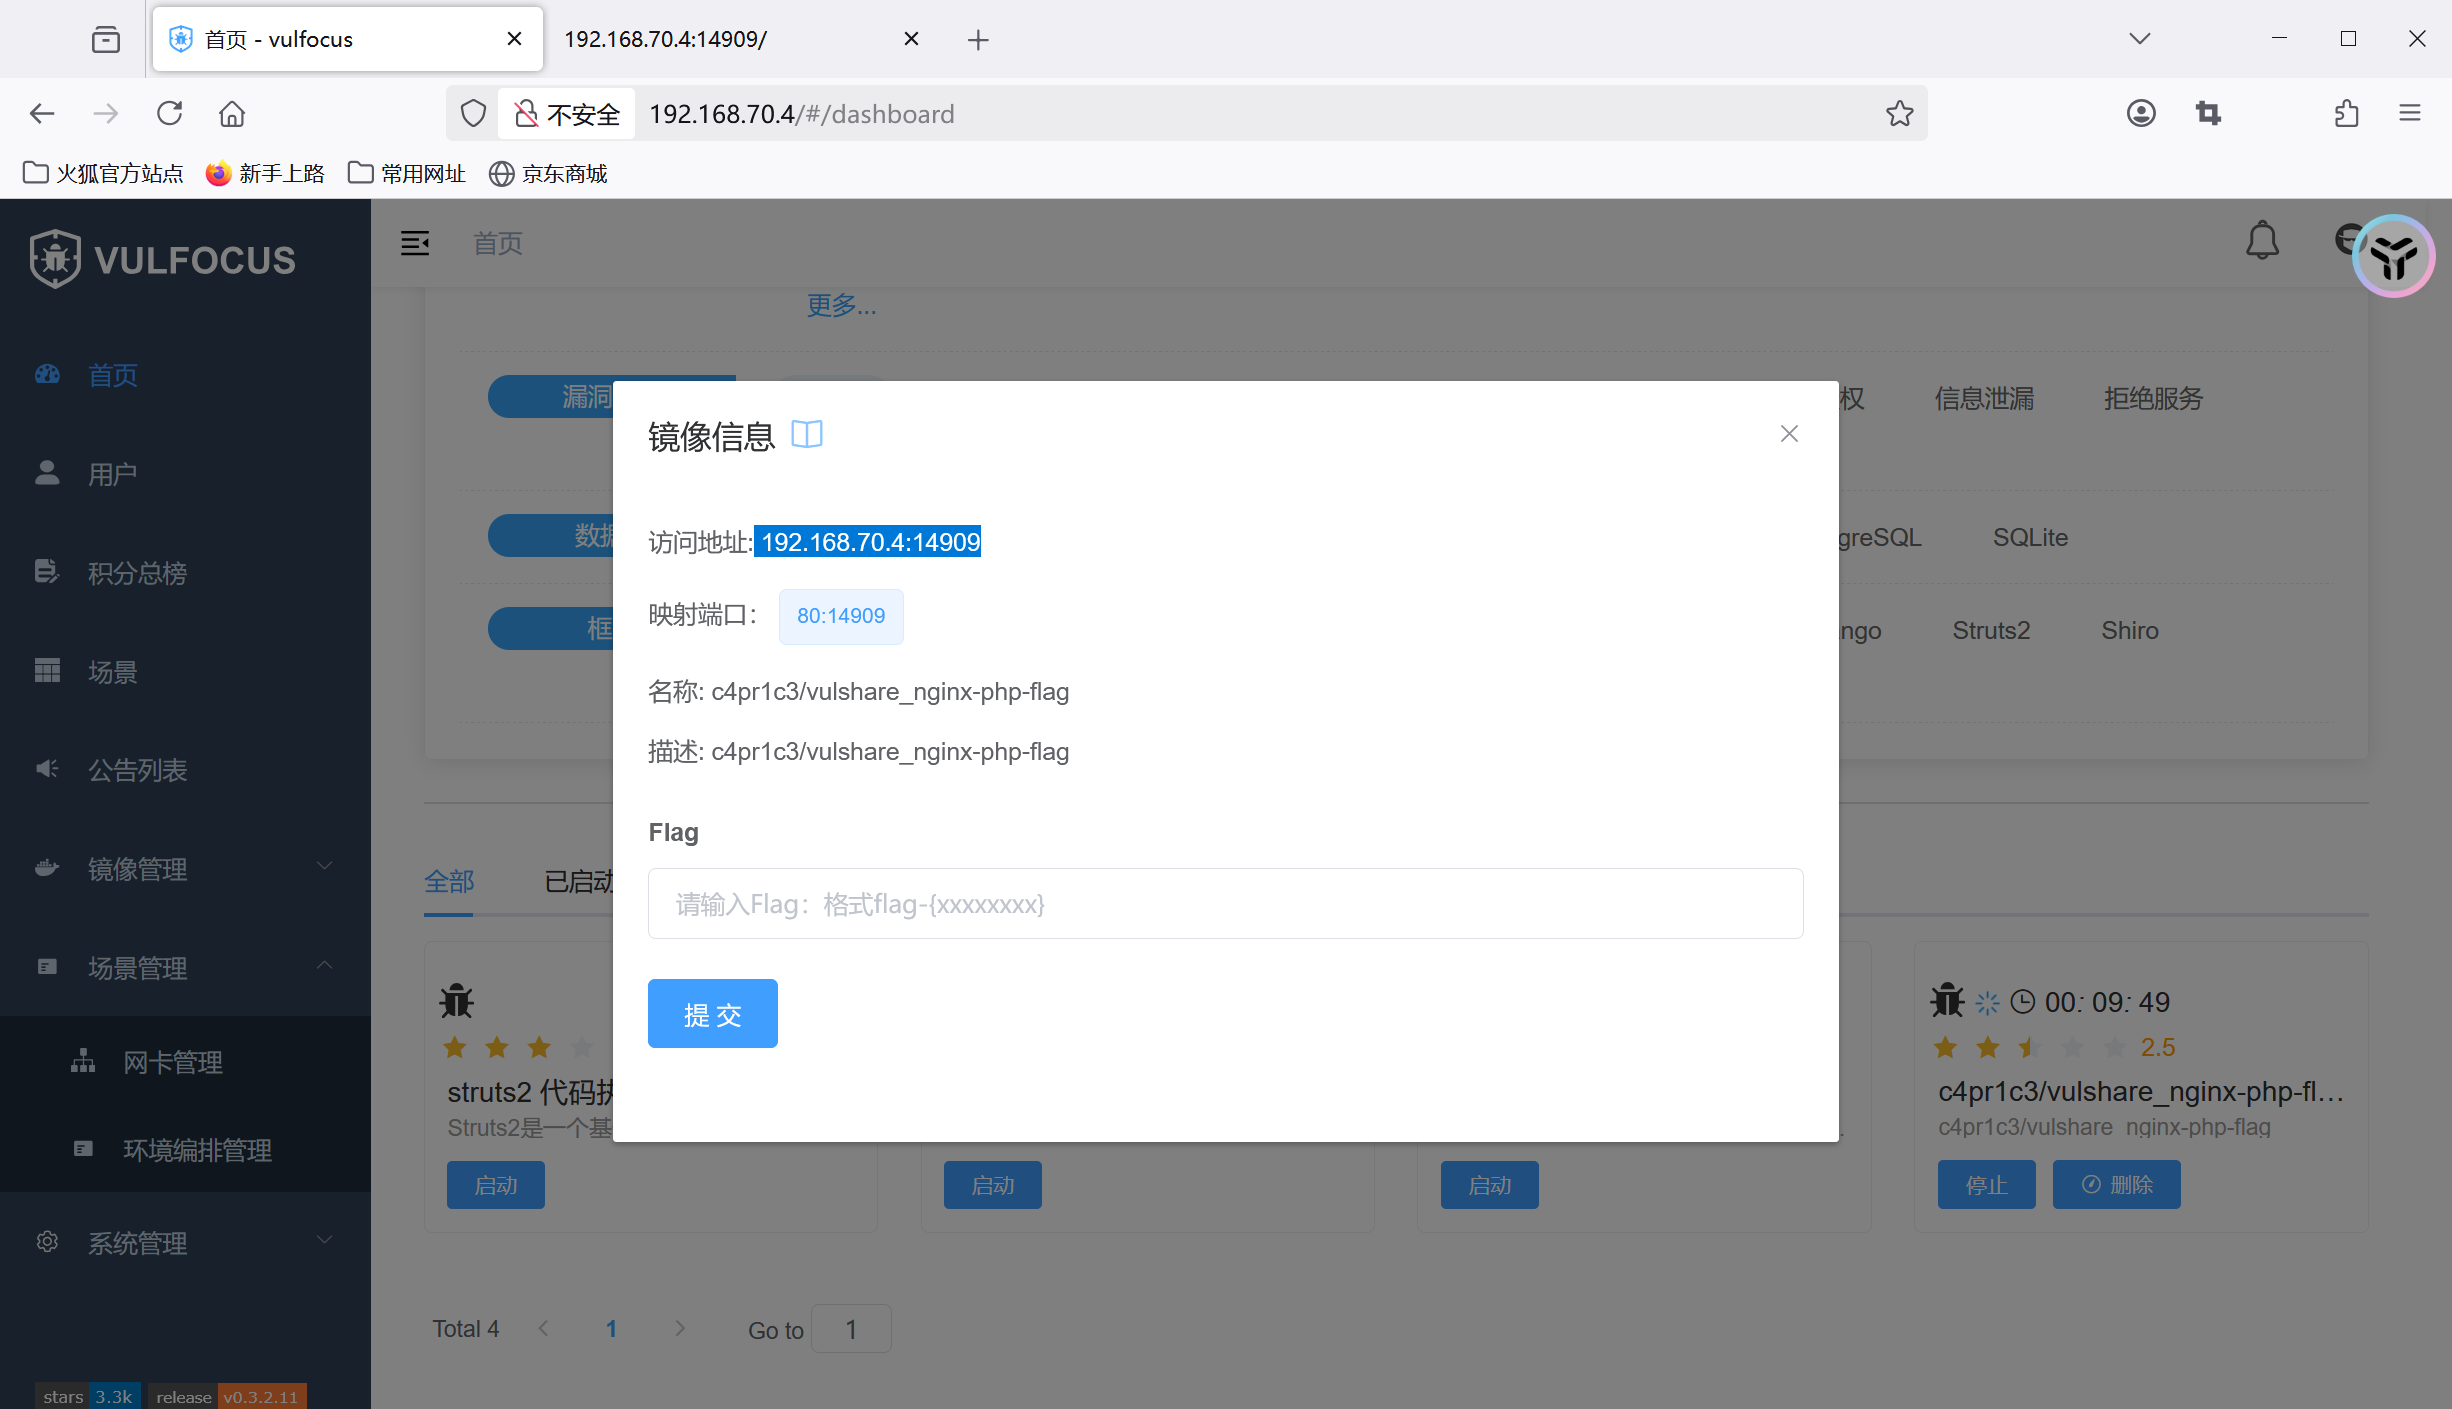 首页 - vulfocus
192.168.70.4:14909/
不安全
192.168.70.4/#/dashboard
火狐官方站点
新手上路
常用网址
京东商城
VULFOCUS
首页
首页
用户
积分总榜
场景
公告列表
镜像管理
场景管理
网卡管理
环境编排管理
系统管理
stars 3.3k
release v0.3.2.11
更多...
漏洞
权
信息泄漏
拒绝服务
数据
greSQL
SQLite
框
ngo
Struts2
Shiro
镜像信息
访问地址: 192.168.70.4:14909
映射端口：
80:14909
名称: c4pr1c3/vulshare_nginx-php-flag
描述: c4pr1c3/vulshare_nginx-php-flag
Flag
请输入Flag：格式flag-{xxxxxxxx}
提 交
全部
已启动
struts2 代码执
Struts2是一个基
启动
启动
启动
00: 09: 49
2.5
c4pr1c3/vulshare_nginx-php-fl...
c4pr1c3/vulshare_nginx-php-flag
停止
删除
Total 4
1
Go to
1